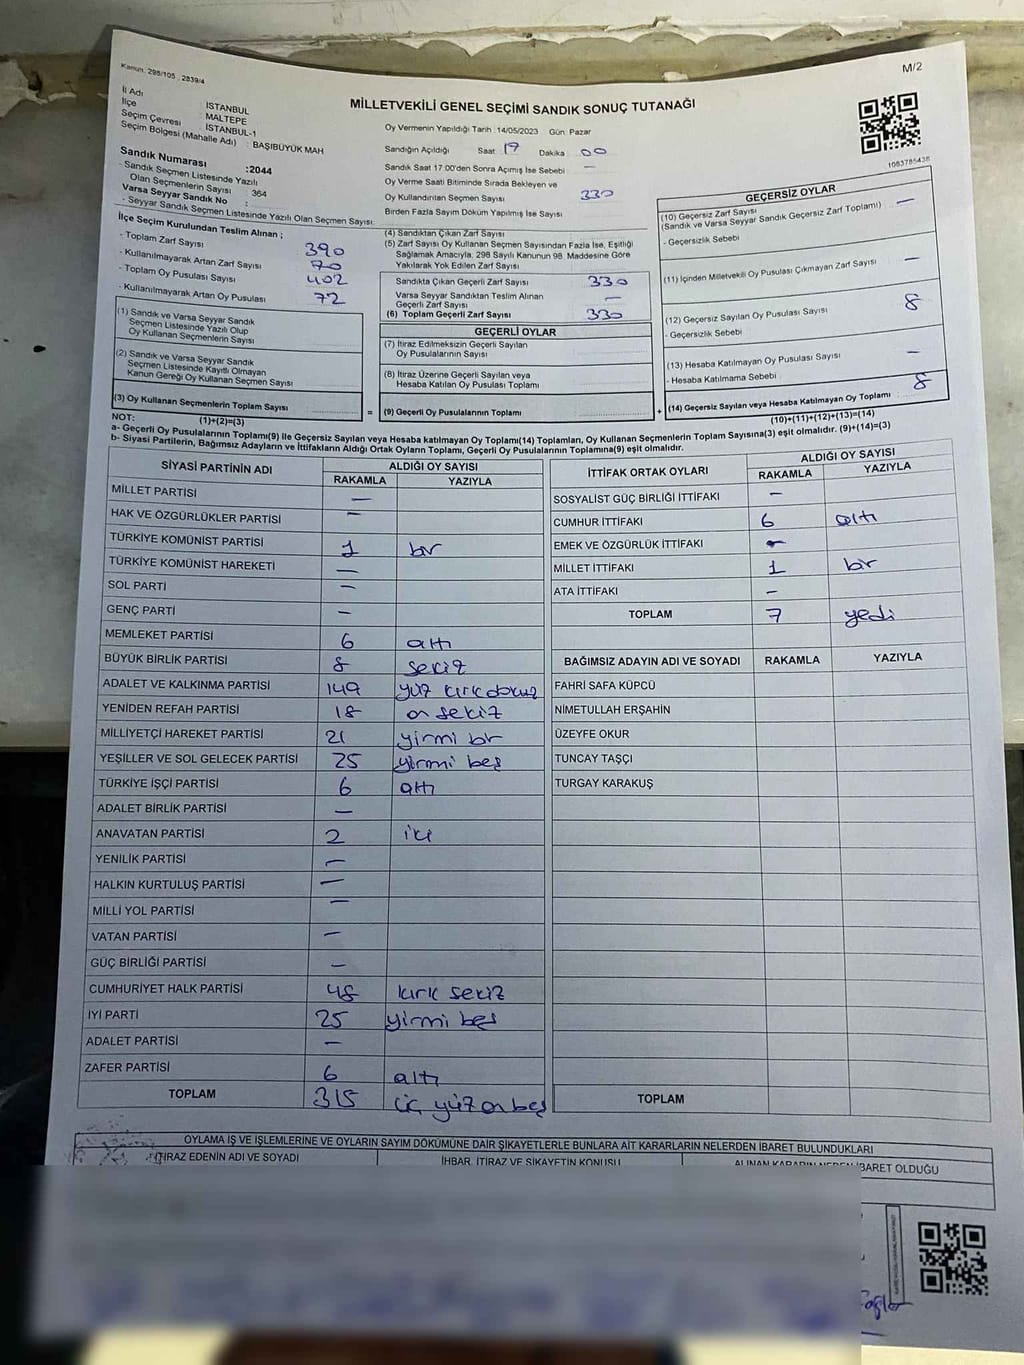 Kanun: 298/105 , 2839/4
M/2
MİLLETVEKİLİ GENEL SEÇİMİ SANDIK SONUÇ TUTANAĞI
İl Adı : İSTANBUL
İlçe : MALTEPE
Seçim Çevresi : İSTANBUL-1
Seçim Bölgesi (Mahalle Adı) : BAŞIBÜYÜK MAH
Sandık Numarası :2044
- Sandık Seçmen Listesinde Yazılı
Olan Seçmenlerin Sayısı : 364
Varsa Seyyar Sandık No :
- Seyyar Sandık Seçmen Listesinde Yazılı Olan Seçmen Sayısı:
İlçe Seçim Kurulundan Teslim Alınan ;
- Toplam Zarf Sayısı 390
- Kullanılmayarak Artan Zarf Sayısı 70
- Toplam Oy Pusulası Sayısı 402
- Kullanılmayarak Artan Oy Pusulası 72
(1) Sandık ve Varsa Seyyar Sandık
Seçmen Listesinde Yazılı Olup
Oy Kullanan Seçmenlerin Sayısı
(2) Sandık ve Varsa Seyyar Sandık
Seçmen Listesinde Kayıtlı Olmayan
Kanun Gereği Oy Kullanan Seçmen Sayısı
(3) Oy Kullanan Seçmenlerin Toplam Sayısı
(1)+(2)=(3)
Oy Vermenin Yapıldığı Tarih :14/05/2023 Gün: Pazar
Sandığın Açıldığı Saat 19 Dakika 00
Sandık Saat 17:00'den Sonra Açımış İse Sebebi —
Oy Verme Saati Bitiminde Sırada Bekleyen ve
Oy Kullandırılan Seçmen Sayısı 330
Birden Fazla Sayım Döküm Yapılmış İse Sayısı
(4) Sandıktan Çıkan Zarf Sayısı
(5) Zarf Sayısı Oy Kullanan Seçmen Sayısından Fazla İse, Eşitliği
Sağlamak Amacıyla, 298 Sayılı Kanunun 98. Maddesine Göre
Yakılarak Yok Edilen Zarf Sayısı
Sandıkta Çıkan Geçerli Zarf Sayısı 330
Varsa Seyyar Sandıktan Teslim Alınan
Geçerli Zarf Sayısı —
(6) Toplam Geçerli Zarf Sayısı 330
GEÇERLİ OYLAR
(7) İtiraz Edilmeksizin Geçerli Sayılan
Oy Pusulalarının Sayısı
(8) İtiraz Üzerine Geçerli Sayılan veya
Hesaba Katılan Oy Pusulası Toplamı
= (9) Geçerli Oy Pusulalarının Toplamı +
1083785438
GEÇERSİZ OYLAR
(10) Geçersiz Zarf Sayısı —
(Sandık ve Varsa Seyyar Sandık Geçersiz Zarf Toplamı)
- Geçersizlik Sebebi
(11) İçinden Milletvekili Oy Pusulası Çıkmayan Zarf Sayısı —
(12) Geçersiz Sayılan Oy Pusulası Sayısı 8
- Geçersizlik Sebebi
(13) Hesaba Katılmayan Oy Pusulası Sayısı —
- Hesaba Katılmama Sebebi
(14) Geçersiz Sayılan veya Hesaba Katılmayan Oy Toplamı : 8
(10)+(11)+(12)+(13)=(14)
NOT:
a- Geçerli Oy Pusulalarının Toplamı(9) ile Geçersiz Sayılan veya Hesaba katılmayan Oy Toplamı(14) Toplamları, Oy Kullanan Seçmenlerin Toplam Sayısına(3) eşit olmalıdır. (9)+(14)=(3)
b- Siyasi Partilerin, Bağımsız Adayların ve İttifakların Aldığı Ortak Oyların Toplamı, Geçerli Oy Pusulalarının Toplamına(9) eşit olmalıdır.
SİYASİ PARTİNİN ADI ALDIĞI OY SAYISI
RAKAMLA YAZIYLA
MİLLET PARTİSİ —
HAK VE ÖZGÜRLÜKLER PARTİSİ —
TÜRKİYE KOMÜNİST PARTİSİ 1 bir
TÜRKİYE KOMÜNİST HAREKETİ —
SOL PARTİ —
GENÇ PARTİ —
MEMLEKET PARTİSİ 6 altı
BÜYÜK BİRLİK PARTİSİ 8 sekiz
ADALET VE KALKINMA PARTİSİ 149 yüz kırk dokuz
YENİDEN REFAH PARTİSİ 18 on sekiz
MİLLİYETÇİ HAREKET PARTİSİ 21 yirmi bir
YEŞİLLER VE SOL GELECEK PARTİSİ 25 yirmi beş
TÜRKİYE İŞÇİ PARTİSİ 6 altı
ADALET BİRLİK PARTİSİ —
ANAVATAN PARTİSİ 2 iki
YENİLİK PARTİSİ —
HALKIN KURTULUŞ PARTİSİ —
MİLLİ YOL PARTİSİ —
VATAN PARTİSİ —
GÜÇ BİRLİĞİ PARTİSİ —
CUMHURİYET HALK PARTİSİ 48 kırk sekiz
İYİ PARTİ 25 yirmi beş
ADALET PARTİSİ —
ZAFER PARTİSİ 6 altı
TOPLAM 315 üç yüz on beş
İTTİFAK ORTAK OYLARI ALDIĞI OY SAYISI
RAKAMLA YAZIYLA
SOSYALİST GÜÇ BİRLİĞİ İTTİFAKI —
CUMHUR İTTİFAKI 6 altı
EMEK VE ÖZGÜRLÜK İTTİFAKI —
MİLLET İTTİFAKI 1 bir
ATA İTTİFAKI —
TOPLAM 7 yedi
BAĞIMSIZ ADAYIN ADI VE SOYADI RAKAMLA YAZIYLA
FAHRİ SAFA KÜPCÜ
NİMETULLAH ERŞAHİN
ÜZEYFE OKUR
TUNCAY TAŞÇI
TURGAY KARAKUŞ
TOPLAM
OYLAMA İŞ VE İŞLEMLERİNE VE OYLARIN SAYIM DÖKÜMÜNE DAİR ŞİKAYETLERLE BUNLARA AİT KARARLARIN NELERDEN İBARET BULUNDUKLARI
İTİRAZ EDENİN ADI VE SOYADI İHBAR, İTİRAZ VE ŞİKAYETİN KONUSU ALINAN KARARIN NEDEN İBARET OLDUĞU